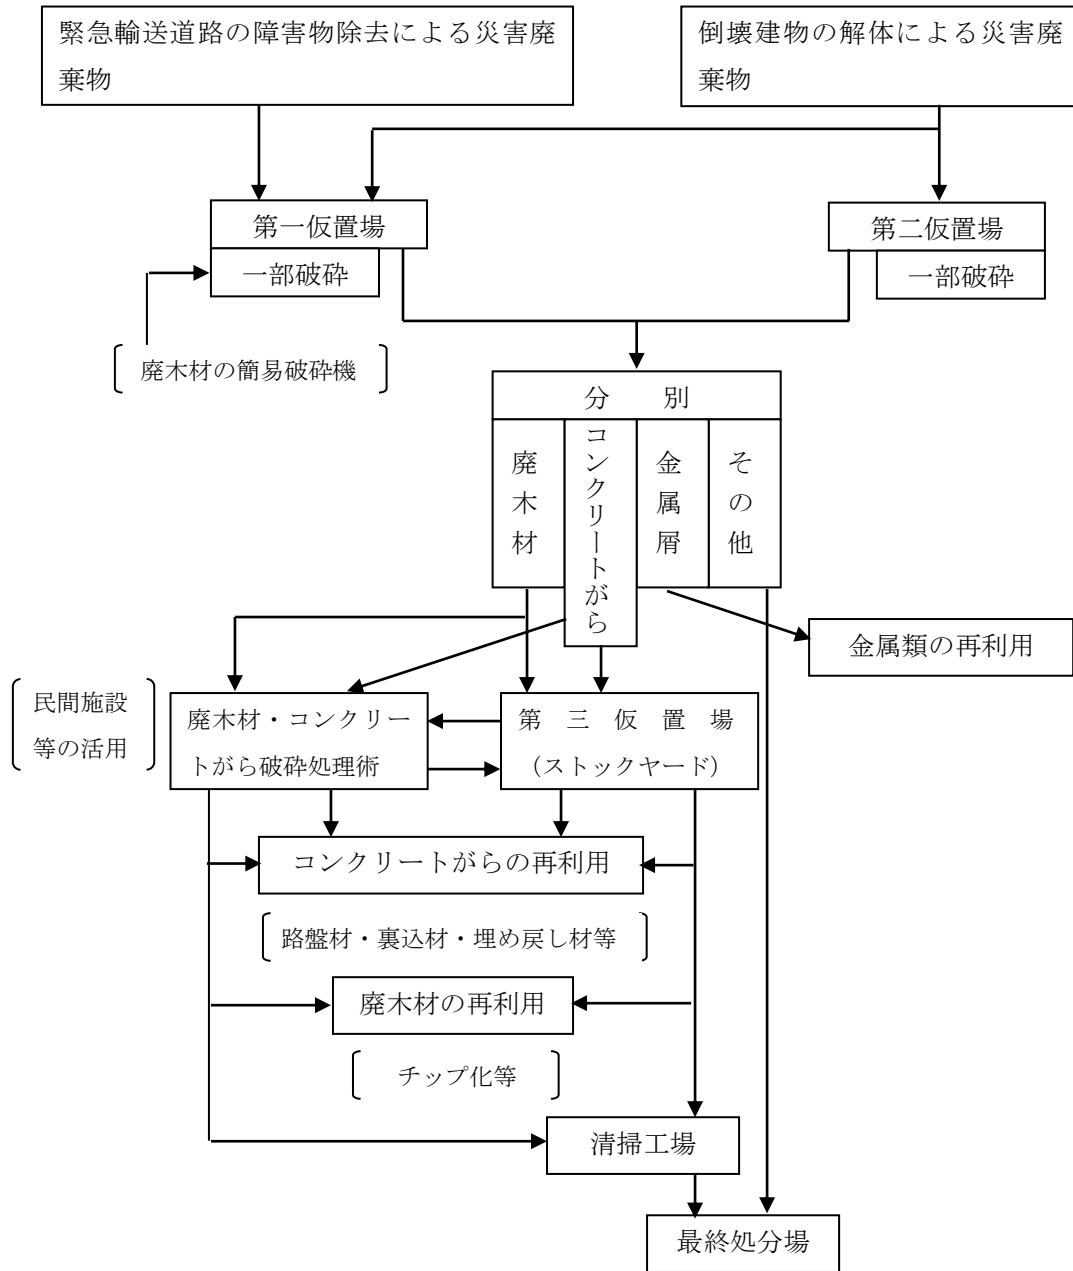 緊急輸送道路の障害物除去による災害廃
棄物
倒壊建物の解体による災害廃
棄物
第一仮置場
一部破砕
第二仮置場
一部破砕
廃木材の簡易破砕機
分　別
廃木材
コンクリートがら
金属屑
その他
金属類の再利用
民間施設
等の活用
廃木材・コンクリー
トがら破砕処理術
第三仮置場
（ストックヤード）
コンクリートがらの再利用
路盤材・裏込材・埋め戻し材等
廃木材の再利用
チップ化等
清掃工場
最終処分場